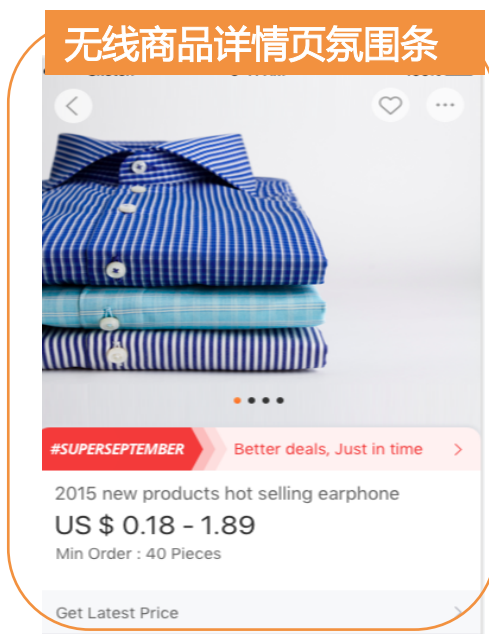 无线商品详情页氛围条
#SUPERSEPTEMBER
Better deals, Just in time
2015 new products hot selling earphone
US $ 0.18 - 1.89
Min Order : 40 Pieces
Get Latest Price